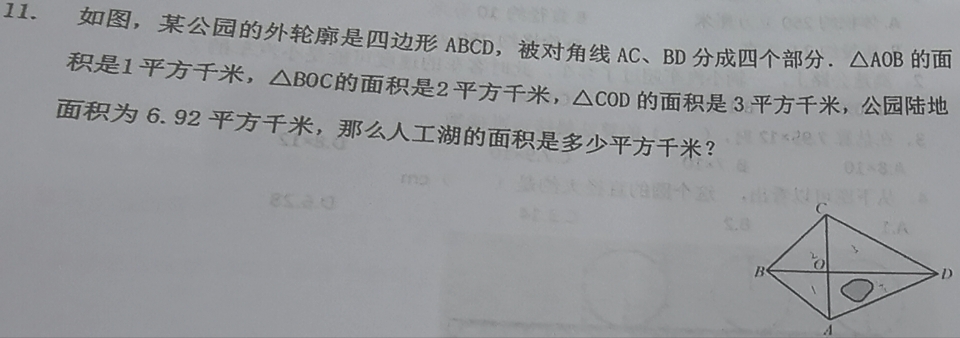 11. 如图，某公园的外轮廓是四边形 ABCD，被对角线 AC、BD 分成四个部分．△AOB 的面
积是1平方千米，△BOC的面积是2平方千米，△COD 的面积是 3 平方千米，公园陆地
面积为 6.92 平方千米，那么人工湖的面积是多少平方千米？
C
2
3
B
O
D
1
A